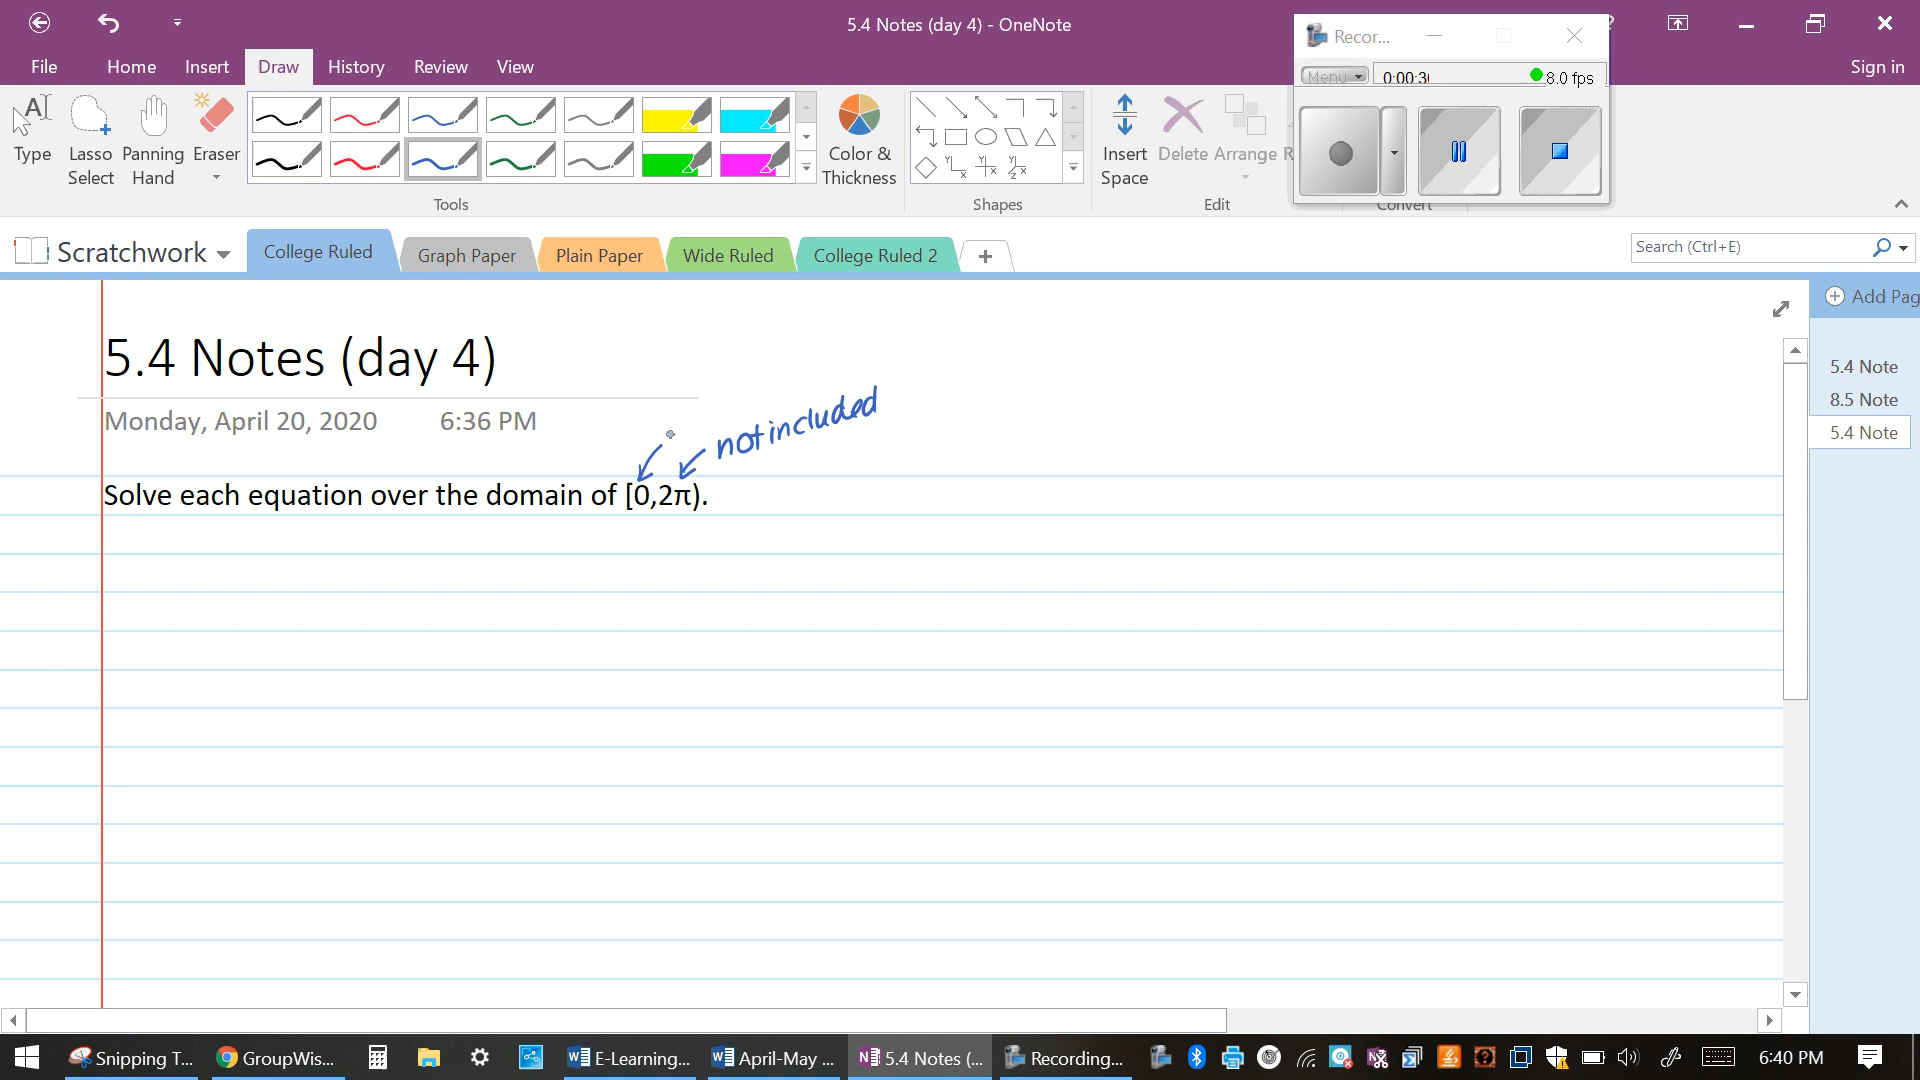 5.4 Notes (day 4) - OneNote
Recor...
File Home Insert Draw History Review View
Sign in
Menu 0:00:3 8.0 fps
Type
Lasso Select
Panning Hand
Eraser
Color & Thickness
Insert Space
Delete Arrange R
Tools Shapes Edit Convert
Scratchwork College Ruled Graph Paper Plain Paper Wide Ruled College Ruled 2
Search (Ctrl+E)
Add Pag
5.4 Note
8.5 Note
5.4 Note
5.4 Notes (day 4)
Monday, April 20, 2020 6:36 PM
not included
Solve each equation over the domain of [0,2π).
Snipping T... GroupWis... E-Learning... April-May ... 5.4 Notes (... Recording... 6:40 PM